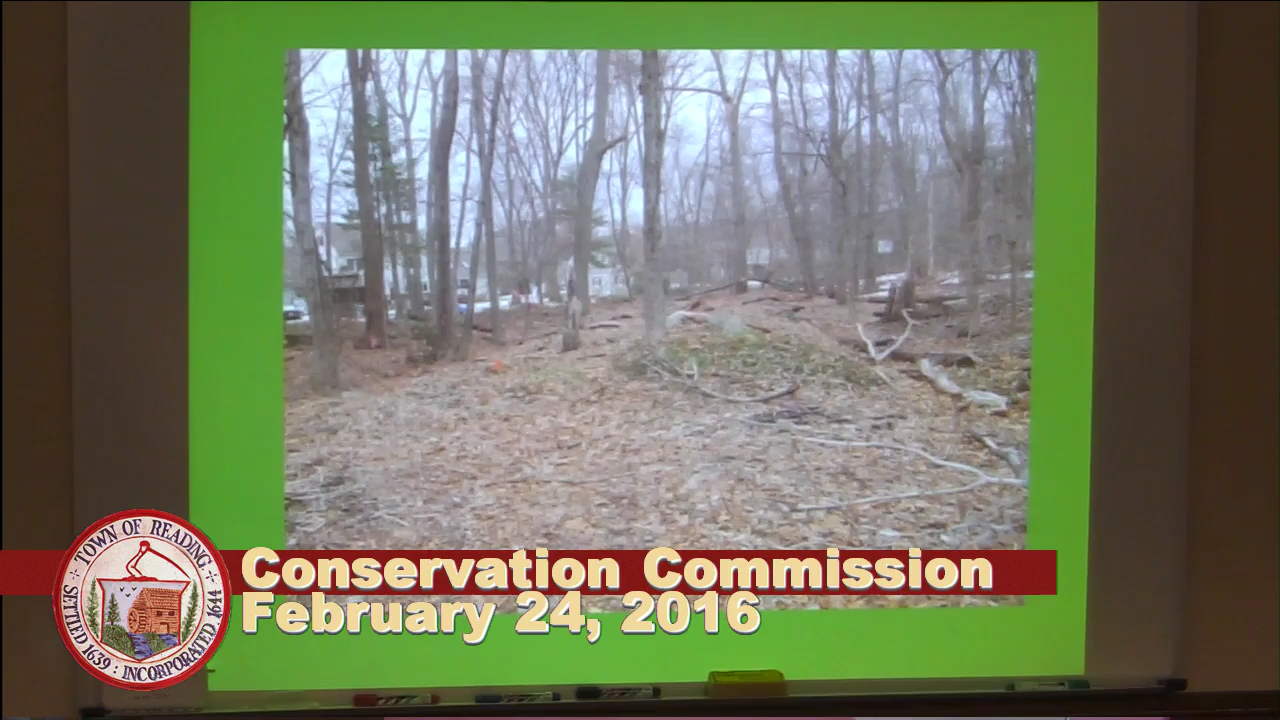 Conservation Commission
February 24, 2016
TOWN OF READING
SETTLED 1639 : INCORPORATED 1644